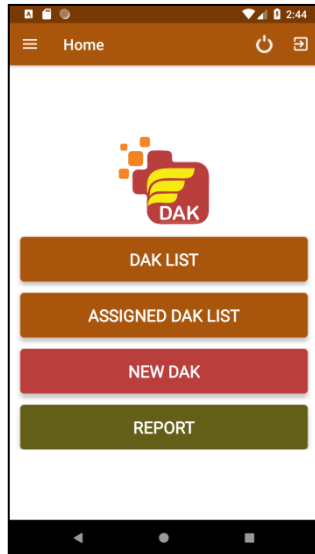 2:44
Home
DAK
DAK LIST
ASSIGNED DAK LIST
NEW DAK
REPORT